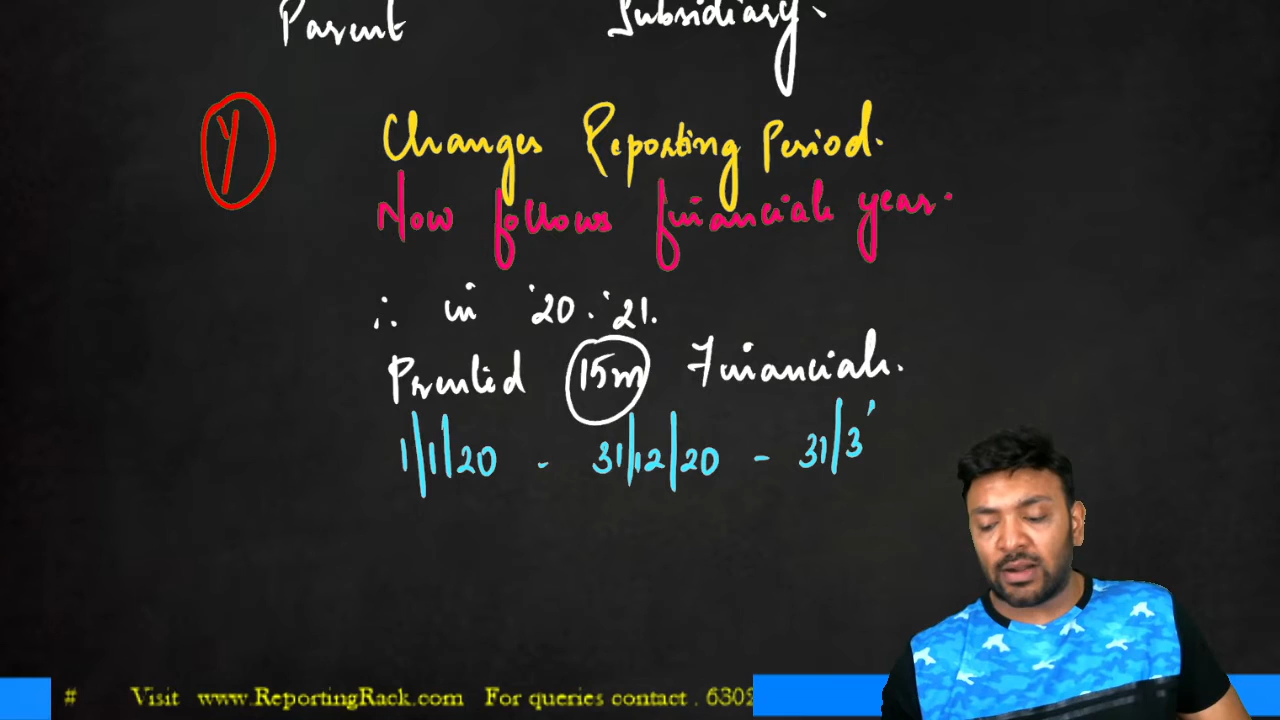 Parent Subsidiary.
Y
Changes Reporting Period.
Now follows financial year.
∴ in '20-'21.
Presented 15m Financials.
1/1/20 - 31/12/20 - 31/3'
# Visit www.ReportingRack.com For queries contact . 6302